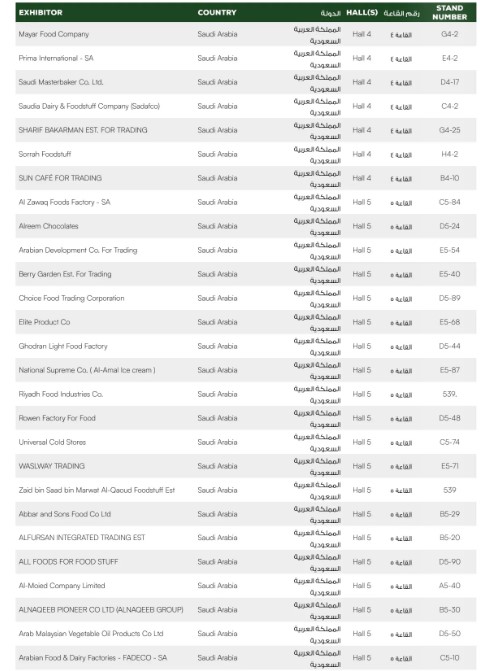 EXHIBITOR COUNTRY الدولة HALL(S) رقم القاعة STAND NUMBER
Mayar Food Company Saudi Arabia المملكة العربية السعودية Hall 4 القاعة ٤ G4-2
Prima International - SA Saudi Arabia المملكة العربية السعودية Hall 4 القاعة ٤ E4-2
Saudi Masterbaker Co. Ltd. Saudi Arabia المملكة العربية السعودية Hall 4 القاعة ٤ D4-17
Saudia Dairy & Foodstuff Company (Sadafco) Saudi Arabia المملكة العربية السعودية Hall 4 القاعة ٤ C4-2
SHARIF BAKARMAN EST. FOR TRADING Saudi Arabia المملكة العربية السعودية Hall 4 القاعة ٤ G4-25
Sorrah Foodstuff Saudi Arabia المملكة العربية السعودية Hall 4 القاعة ٤ H4-2
SUN CAFÉ FOR TRADING Saudi Arabia المملكة العربية السعودية Hall 4 القاعة ٤ B4-10
Al Zawaq Foods Factory - SA Saudi Arabia المملكة العربية السعودية Hall 5 القاعة ٥ C5-84
Alreem Chocolates Saudi Arabia المملكة العربية السعودية Hall 5 القاعة ٥ D5-24
Arabian Development Co. For Trading Saudi Arabia المملكة العربية السعودية Hall 5 القاعة ٥ E5-54
Berry Garden Est. For Trading Saudi Arabia المملكة العربية السعودية Hall 5 القاعة ٥ E5-40
Choice Food Trading Corporation Saudi Arabia المملكة العربية السعودية Hall 5 القاعة ٥ D5-89
Elite Product Co Saudi Arabia المملكة العربية السعودية Hall 5 القاعة ٥ E5-68
Ghodran Light Food Factory Saudi Arabia المملكة العربية السعودية Hall 5 القاعة ٥ D5-44
National Supreme Co. ( Al-Amal Ice cream ) Saudi Arabia المملكة العربية السعودية Hall 5 القاعة ٥ E5-87
Riyadh Food Industries Co. Saudi Arabia المملكة العربية السعودية Hall 5 القاعة ٥ 539.
Rowen Factory For Food Saudi Arabia المملكة العربية السعودية Hall 5 القاعة ٥ D5-48
Universal Cold Stores Saudi Arabia المملكة العربية السعودية Hall 5 القاعة ٥ C5-74
WASLWAY TRADING Saudi Arabia المملكة العربية السعودية Hall 5 القاعة ٥ E5-71
Zaid bin Saad bin Marwat Al-Qaoud Foodstuff Est Saudi Arabia المملكة العربية السعودية Hall 5 القاعة ٥ 539
Abbar and Sons Food Co Ltd Saudi Arabia المملكة العربية السعودية Hall 5 القاعة ٥ B5-29
ALFURSAN INTEGRATED TRADING EST Saudi Arabia المملكة العربية السعودية Hall 5 القاعة ٥ B5-20
ALL FOODS FOR FOOD STUFF Saudi Arabia المملكة العربية السعودية Hall 5 القاعة ٥ D5-90
Al-Moied Company Limited Saudi Arabia المملكة العربية السعودية Hall 5 القاعة ٥ A5-40
ALNAQEEB PIONEER CO LTD (ALNAQEEB GROUP) Saudi Arabia المملكة العربية السعودية Hall 5 القاعة ٥ B5-30
Arab Malaysian Vegetable Oil Products Co Ltd Saudi Arabia المملكة العربية السعودية Hall 5 القاعة ٥ D5-50
Arabian Food & Dairy Factories - FADECO - SA Saudi Arabia المملكة العربية السعودية Hall 5 القاعة ٥ C5-10